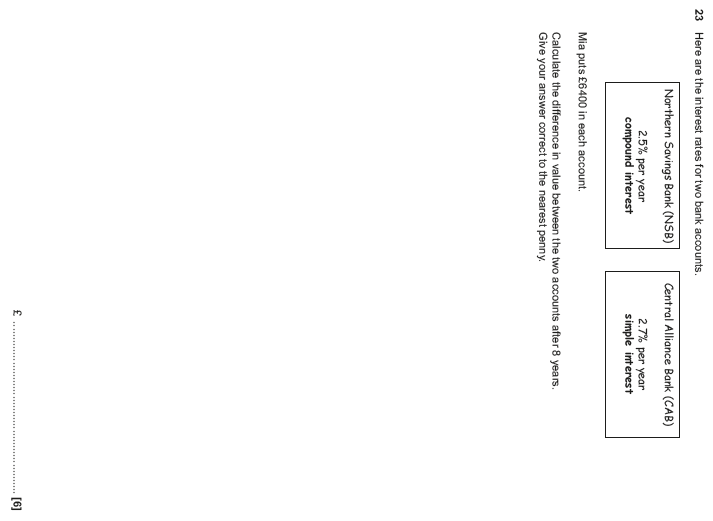 23 Here are the interest rates for two bank accounts.
Northern Savings Bank (NSB)
2.5% per year
compound interest
Central Alliance Bank (CAB)
2.7% per year
simple interest
Mia puts £6400 in each account.
Calculate the difference in value between the two accounts after 8 years.
Give your answer correct to the nearest penny.
£ ............................................................ [6]